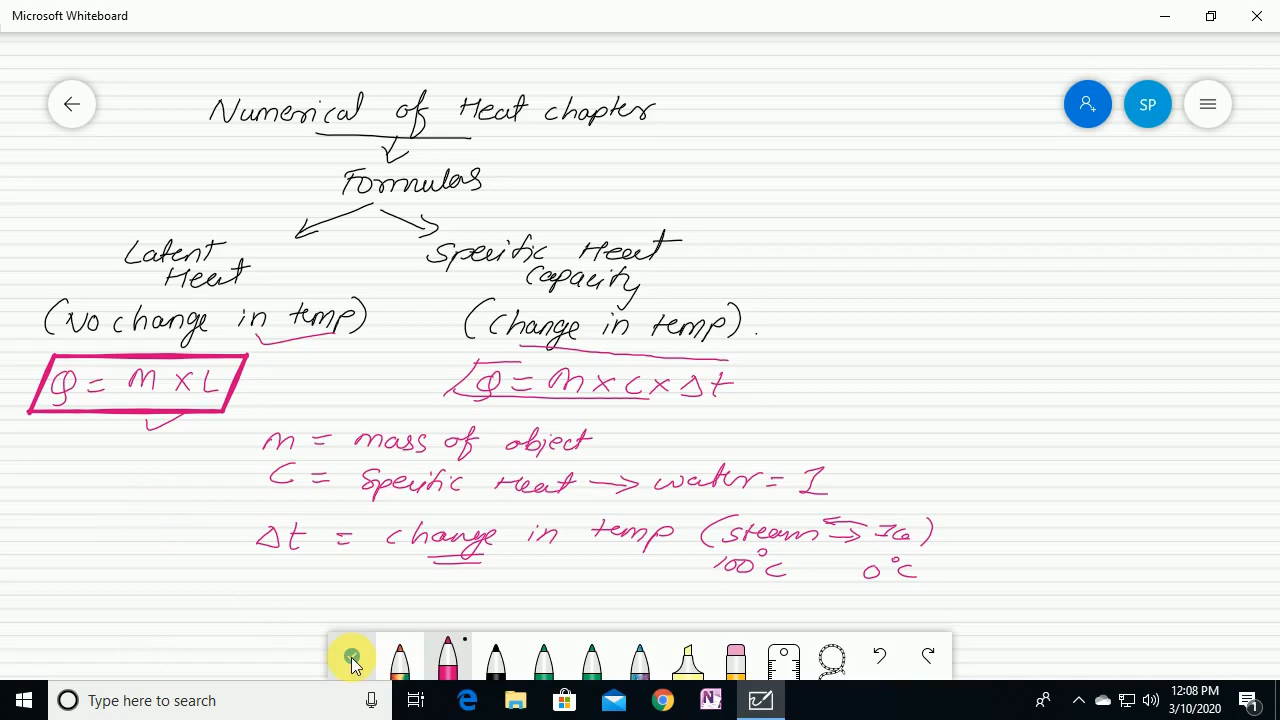 Microsoft Whiteboard
SP
Numerical of Heat chapter
Formulas
Latent Heat
Specific Heat Capacity
(No change in temp)
(change in temp).
Q = M × L
Q = M × C × Δt
m = mass of object
C = Specific Heat → water = 1
Δt = change in temp (steam ⇌ Ice)
100°C 0°C
Type here to search
12:08 PM
3/10/2020
1